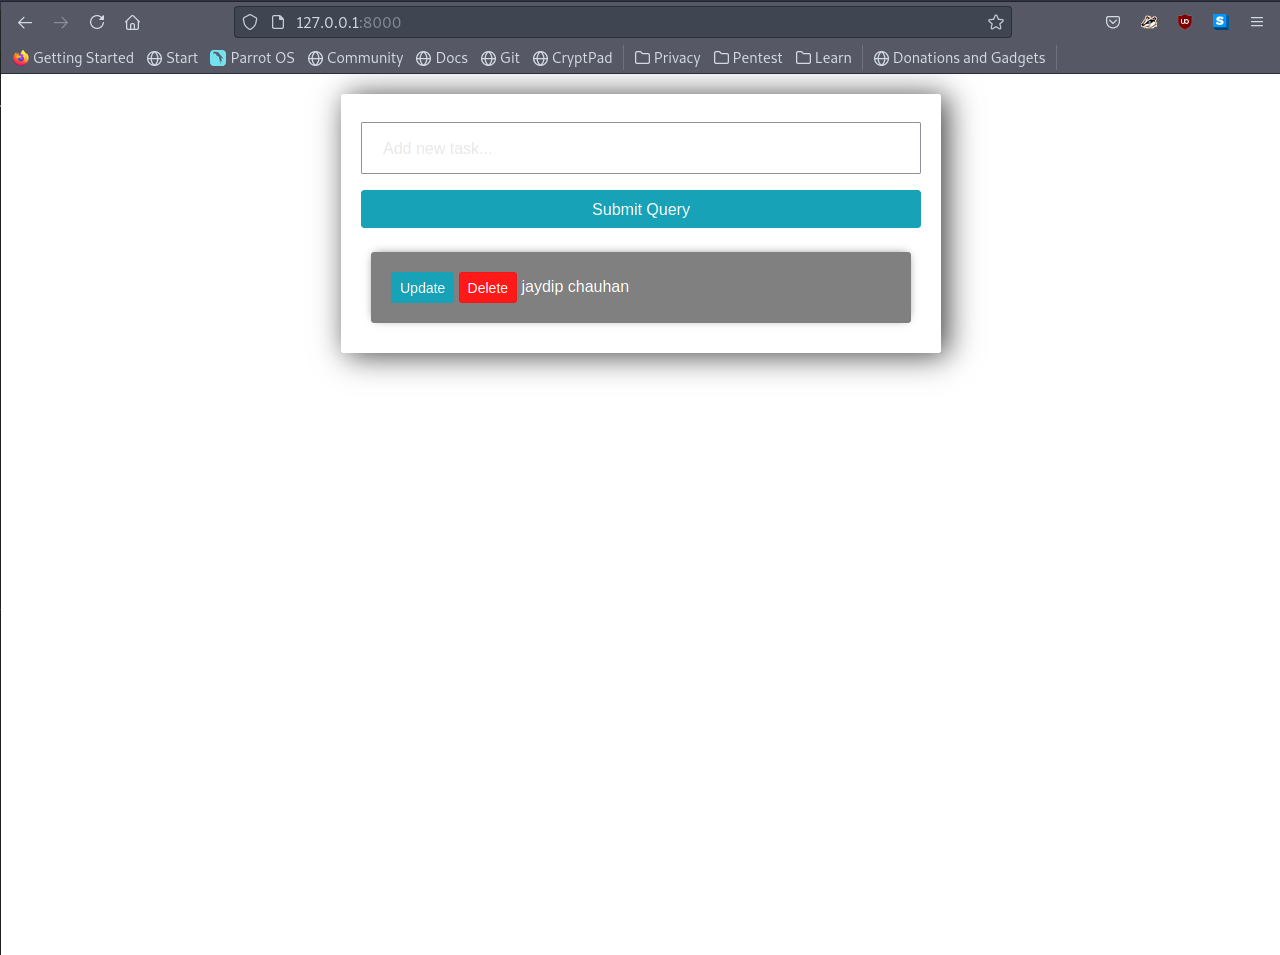 127.0.0.1:8000
Getting Started Start Parrot OS Community Docs Git CryptPad Privacy Pentest Learn Donations and Gadgets
Add new task...
Submit Query
Update Delete jaydip chauhan